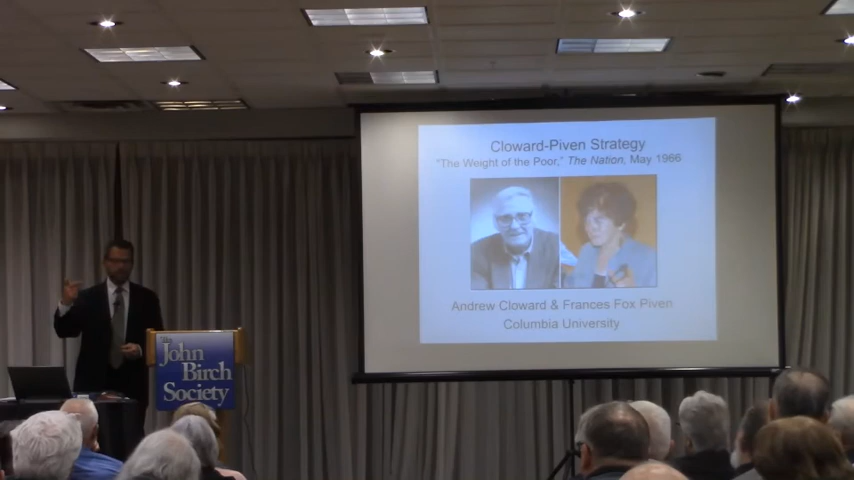 Cloward-Piven Strategy
"The Weight of the Poor," The Nation, May 1966
Andrew Cloward & Frances Fox Piven
Columbia University
The
John
Birch
Society